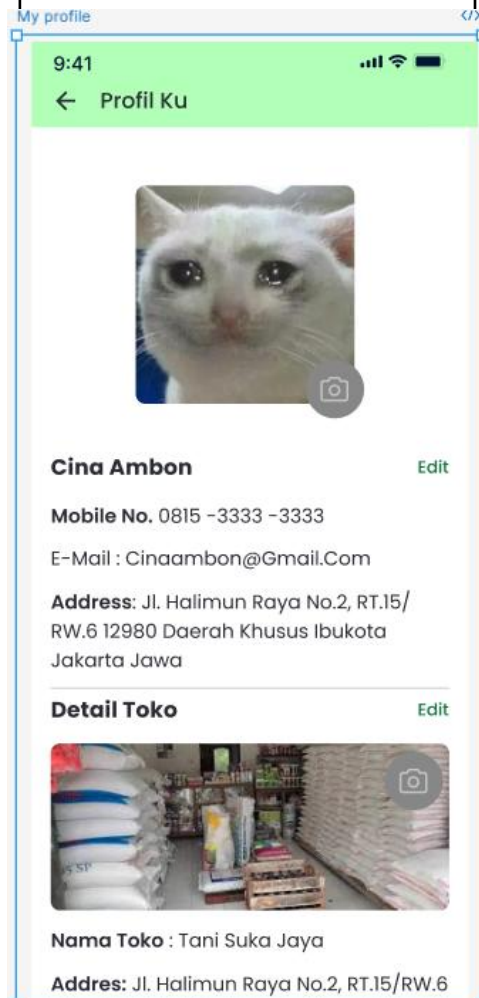 My profile
9:41
Profil Ku
Cina Ambon
Edit
Mobile No. 0815 -3333 -3333
E-Mail : Cinaambon@Gmail.Com
Address: Jl. Halimun Raya No.2, RT.15/
RW.6 12980 Daerah Khusus Ibukota
Jakarta Jawa
Detail Toko
Edit
Nama Toko : Tani Suka Jaya
Addres: Jl. Halimun Raya No.2, RT.15/RW.6